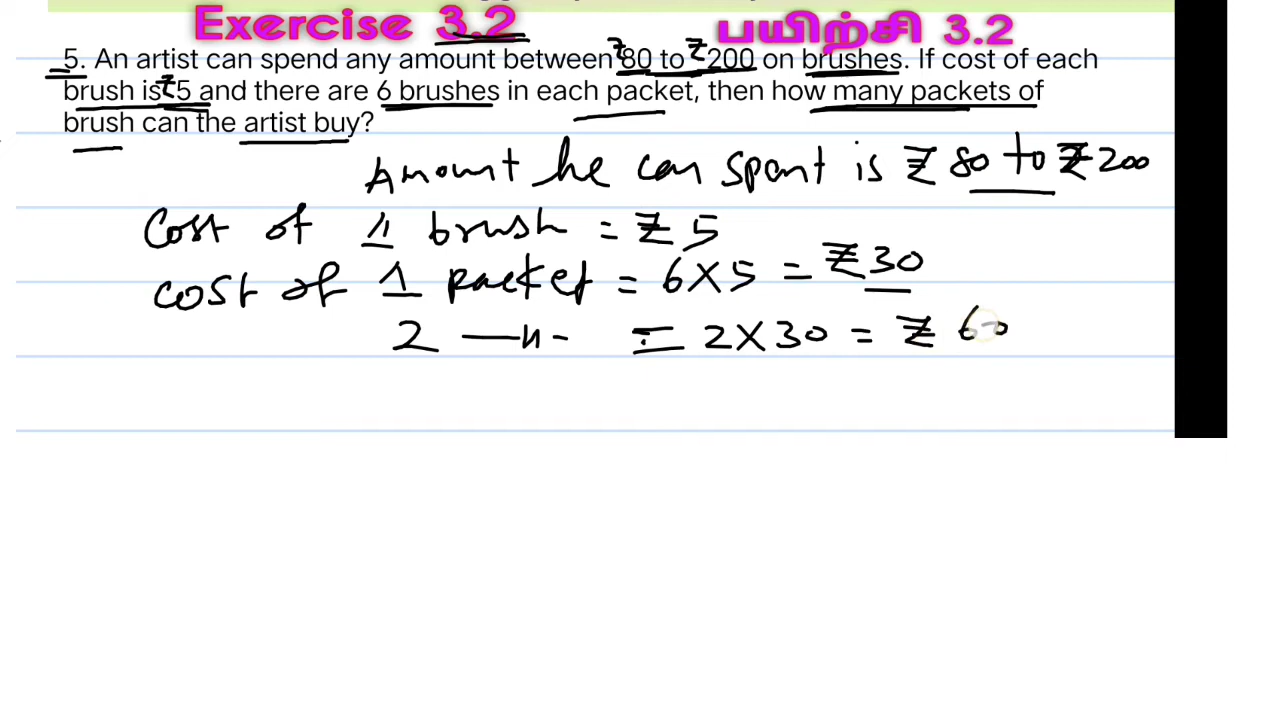 Exercise 3.2 பயிற்சி 3.2
5. An artist can spend any amount between ₹80 to ₹200 on brushes. If cost of each
brush is ₹5 and there are 6 brushes in each packet, then how many packets of
brush can the artist buy?
Amount he can spant is ₹ 80 to ₹ 200
Cost of 1 brush = ₹ 5
cost of 1 packet = 6 X 5 = ₹ 30
2 —〃- = 2 X 30 = ₹ 60